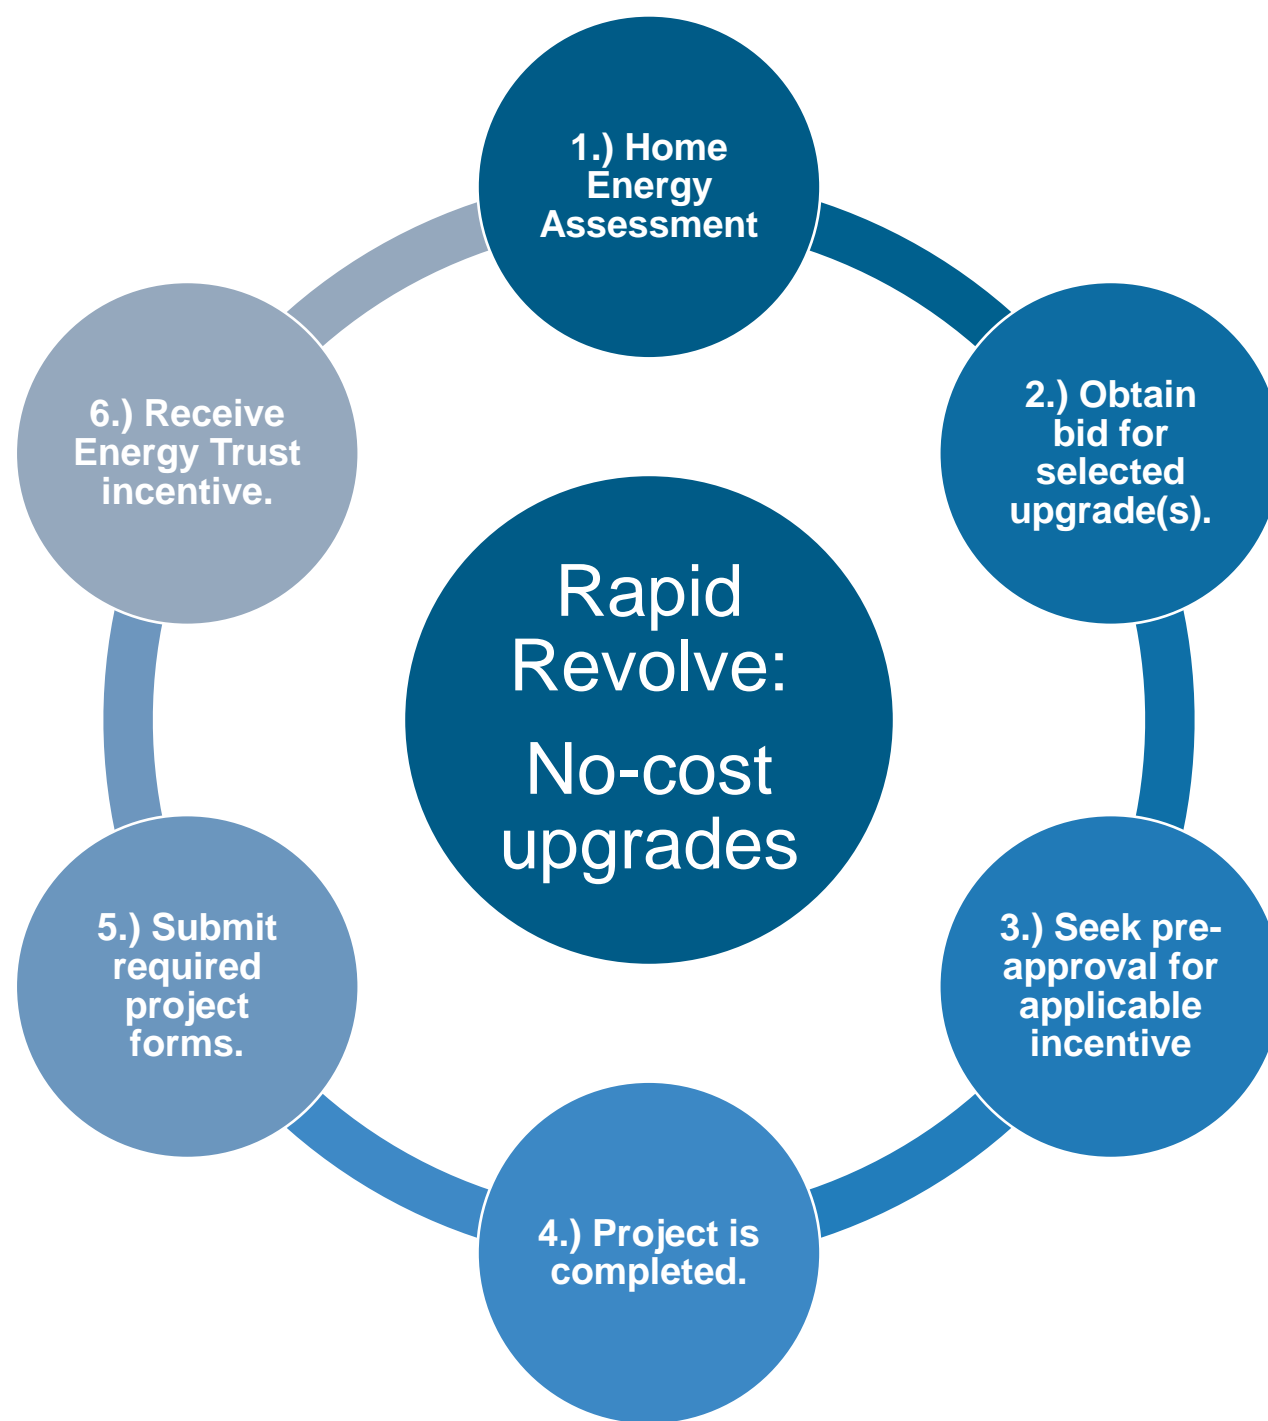 1.) Home
Energy
Assessment
2.) Obtain
bid for
selected
upgrade(s).
3.) Seek pre-
approval for
applicable
incentive
4.) Project is
completed.
5.) Submit
required
project
forms.
6.) Receive
Energy Trust
incentive.
Rapid
Revolve:
No-cost
upgrades